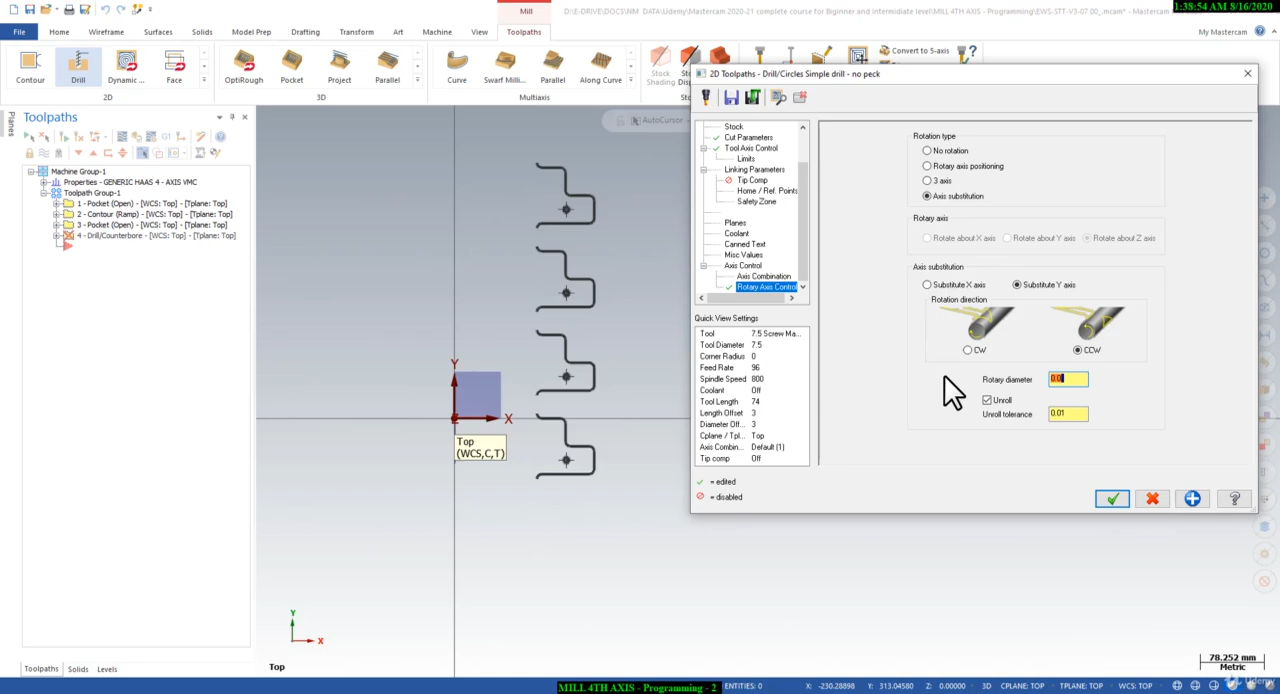 Mill
D:\E-DRIVE\DOCS\NM DATA\Udemy\Mastecam 2020-21 complete course for Biginner and Intirmidiate level\MILL 4TH AXIS - Programming\EWS-STT-V3-07 00_.mcam* - Mastercam
1:38:54 AM 8/16/2020
File Home Wireframe Surfaces Solids Model Prep Drafting Transform Art Machine View Toolpaths My Mastercam
Contour Drill Dynamic ... Face OptiRough Pocket Project Parallel Curve Swarf Milli... Parallel Along Curve Stock Shading
Convert to 5-axis
2D 3D Multiaxis
Planes
Toolpaths
AutoCursor
Machine Group-1
Properties - GENERIC HAAS 4 - AXIS VMC
Toolpath Group-1
1 - Pocket (Open) - [WCS: Top] - [Tplane: Top]
2 - Contour (Ramp) - [WCS: Top] - [Tplane: Top]
3 - Pocket (Open) - [WCS: Top] - [Tplane: Top]
4 - Drill/Counterbore - [WCS: Top] - [Tplane: Top]
G1
Y
X
Top
(WCS,C,T)
Y
X
Top
2D Toolpaths - Drill/Circles Simple drill - no peck
Stock
Cut Parameters
Tool Axis Control
Limits
Linking Parameters
Tip Comp
Home / Ref. Points
Safety Zone
Planes
Coolant
Canned Text
Misc Values
Axis Control
Axis Combination
Rotary Axis Control
Quick View Settings
Tool 7.5 Screw Ma...
Tool Diameter 7.5
Corner Radius 0
Feed Rate 96
Spindle Speed 800
Coolant Off
Tool Length 74
Length Offset 3
Diameter Off... 3
Cplane / Tpl... Top
Axis Combin... Default (1)
Tip comp Off
= edited
= disabled
Rotation type
No rotation
Rotary axis positioning
3 axis
Axis substitution
Rotary axis
Rotate about X axis Rotate about Y axis Rotate about Z axis
Axis substitution
Substitute X axis Substitute Y axis
Rotation direction
CW CCW
Rotary diameter 0.0
Unroll
Unroll tolerance 0.01
78.252 mm
Metric
Udemy
Toolpaths Solids Levels
MILL 4TH AXIS - Programming - 2
ENTITIES: 0 X: -230.28898 Y: 313.04580 Z: 0.00000 3D CPLANE: TOP TPLANE: TOP WCS: TOP